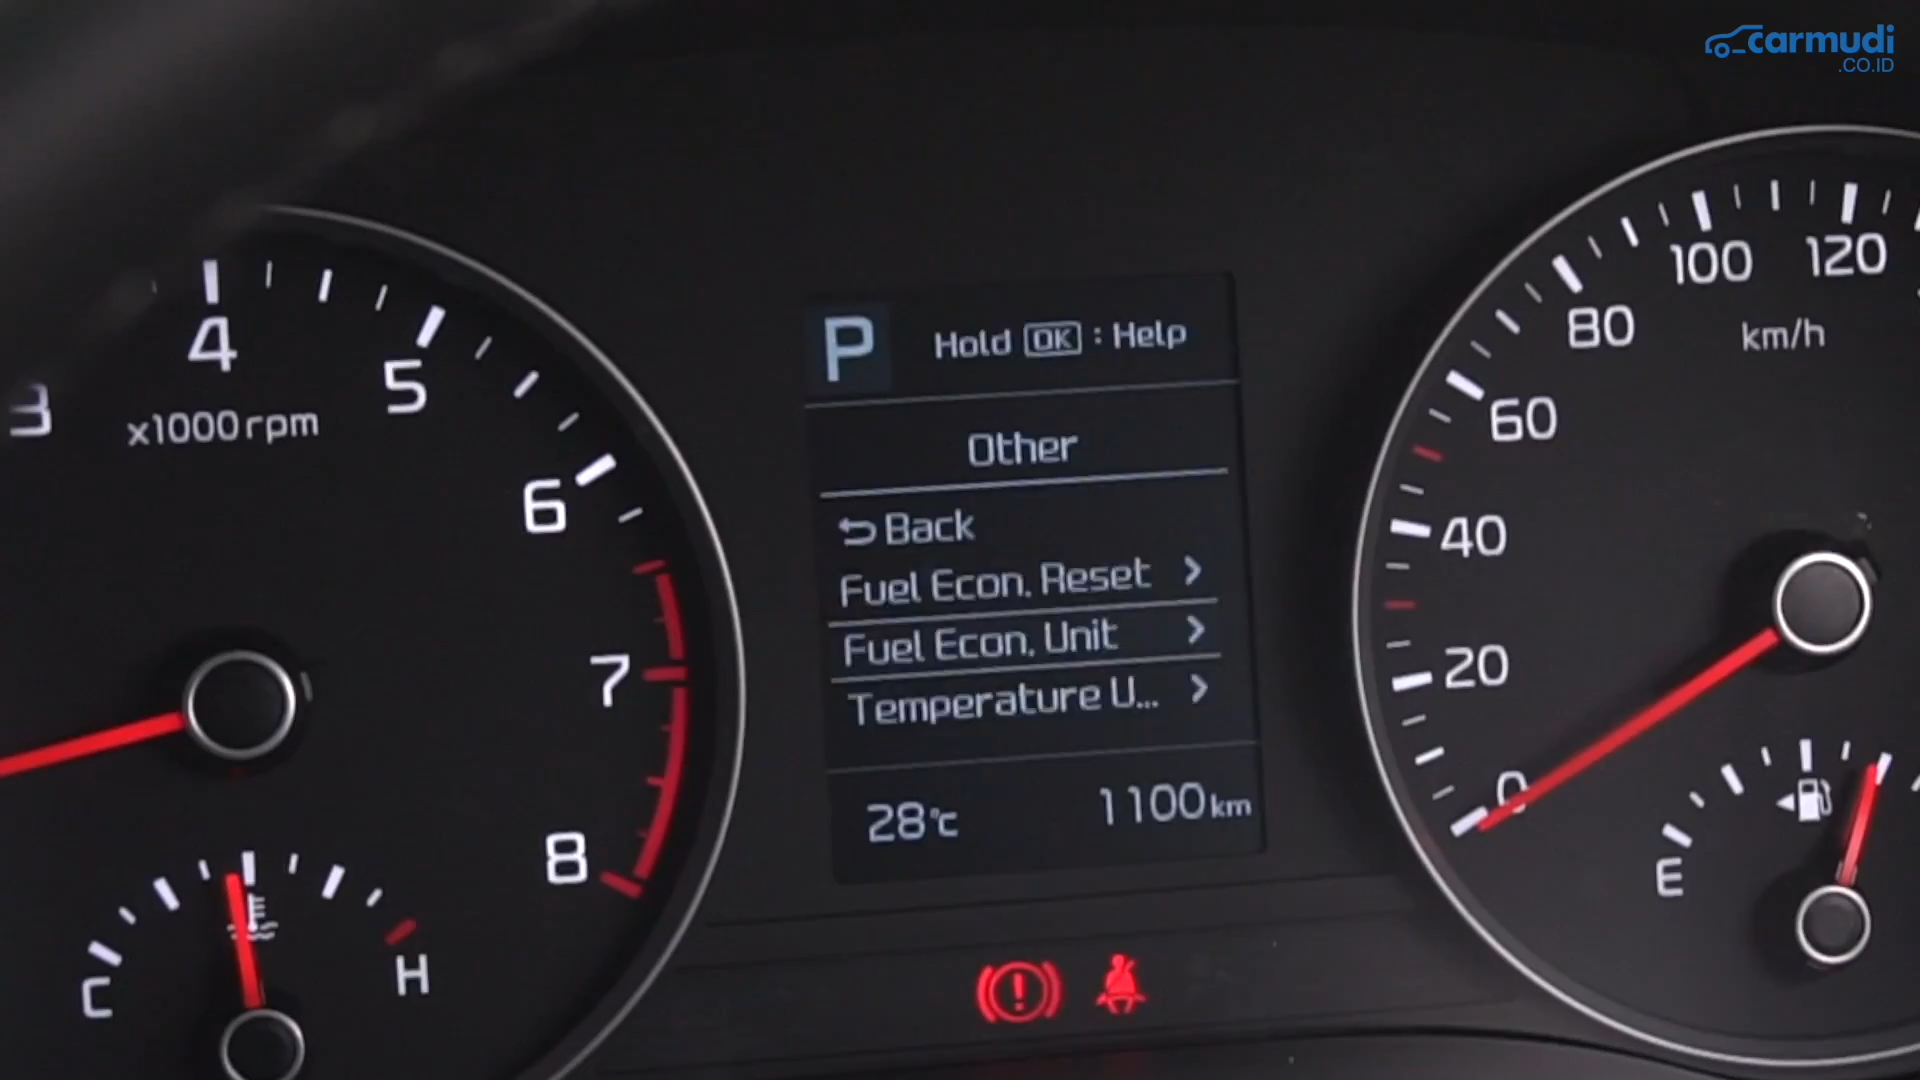 carmudi
.CO.ID
3
4
5
6
7
8
x1000rpm
C
H
P
Hold OK : Help
Other
Back
Fuel Econ. Reset >
Fuel Econ. Unit >
Temperature U... >
28°C
1100km
0
20
40
60
80
100
120
km/h
E